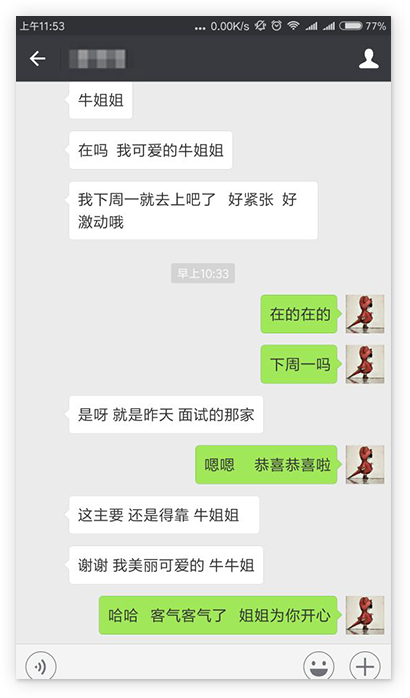 上午11:53 ... 0.00K/s 77%
牛姐姐
在吗 我可爱的牛姐姐
我下周一就去上吧了 好紧张 好
激动哦
早上10:33
在的在的
下周一吗
是呀 就是昨天 面试的那家
嗯嗯 恭喜恭喜啦
这主要 还是得靠 牛姐姐
谢谢 我美丽可爱的 牛牛姐
哈哈 客气客气了 姐姐为你开心